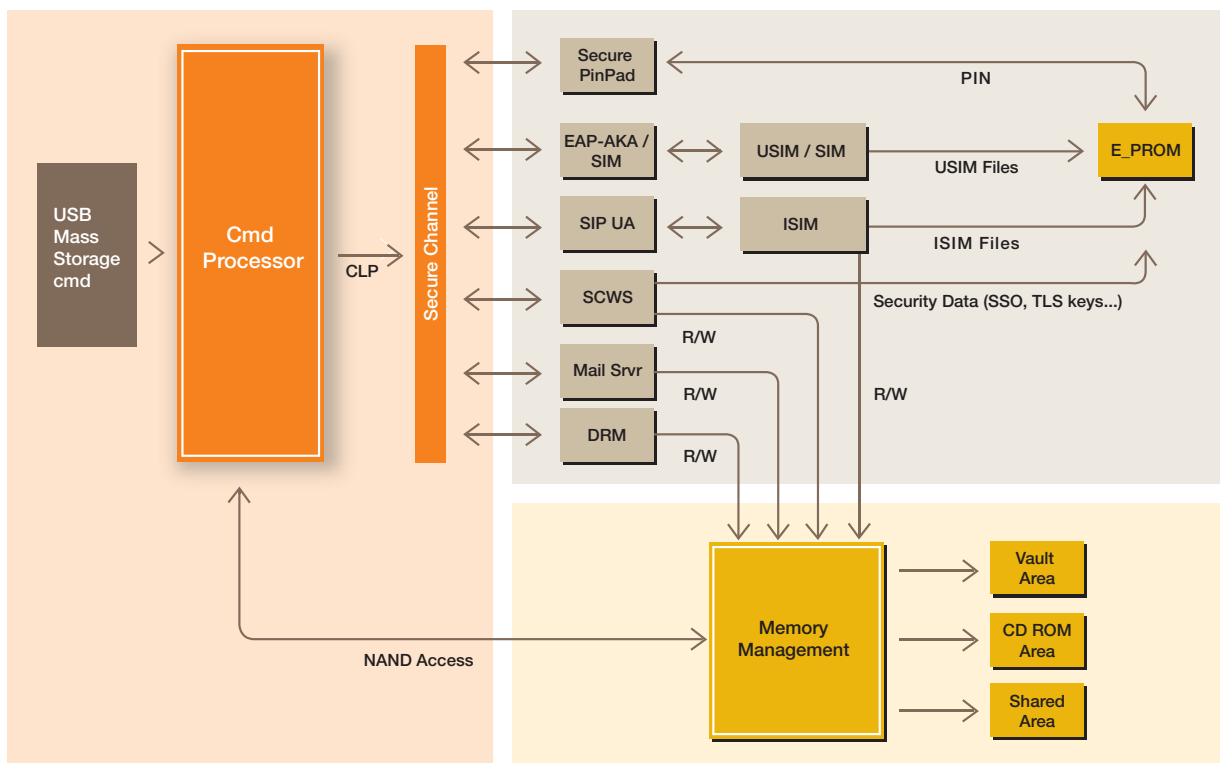 USB
Mass
Storage
cmd
Cmd
Processor
CLP
Secure Channel
Secure
PinPad
PIN
EAP-AKA /
SIM
USIM / SIM
USIM Files
E_PROM
SIP UA
ISIM
ISIM Files
SCWS
Security Data (SSO, TLS keys...)
R/W
Mail Srvr
R/W
R/W
DRM
R/W
NAND Access
Memory
Management
Vault
Area
CD ROM
Area
Shared
Area